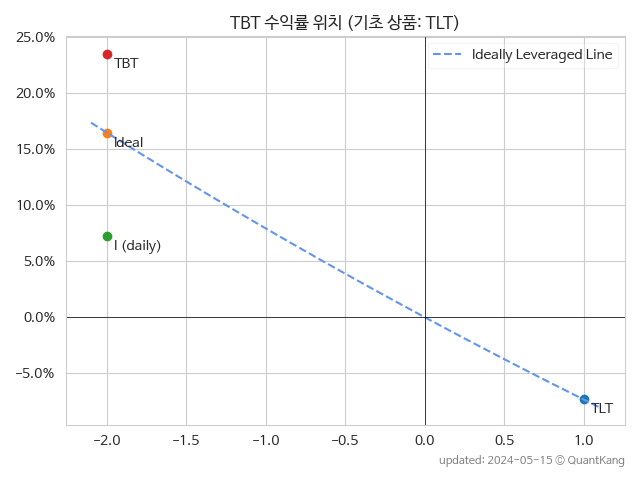 TBT 수익률 위치 (기초 상품: TLT)
25.0%
Ideally Leveraged Line
TBT
20.0%
Ideal
15.0%
10.0%
I (daily)
5.0%
0.0%
−5.0%
TLT
−2.0
−1.5
−1.0
−0.5
0.0
0.5
1.0
updated: 2024-05-15 © QuantKang